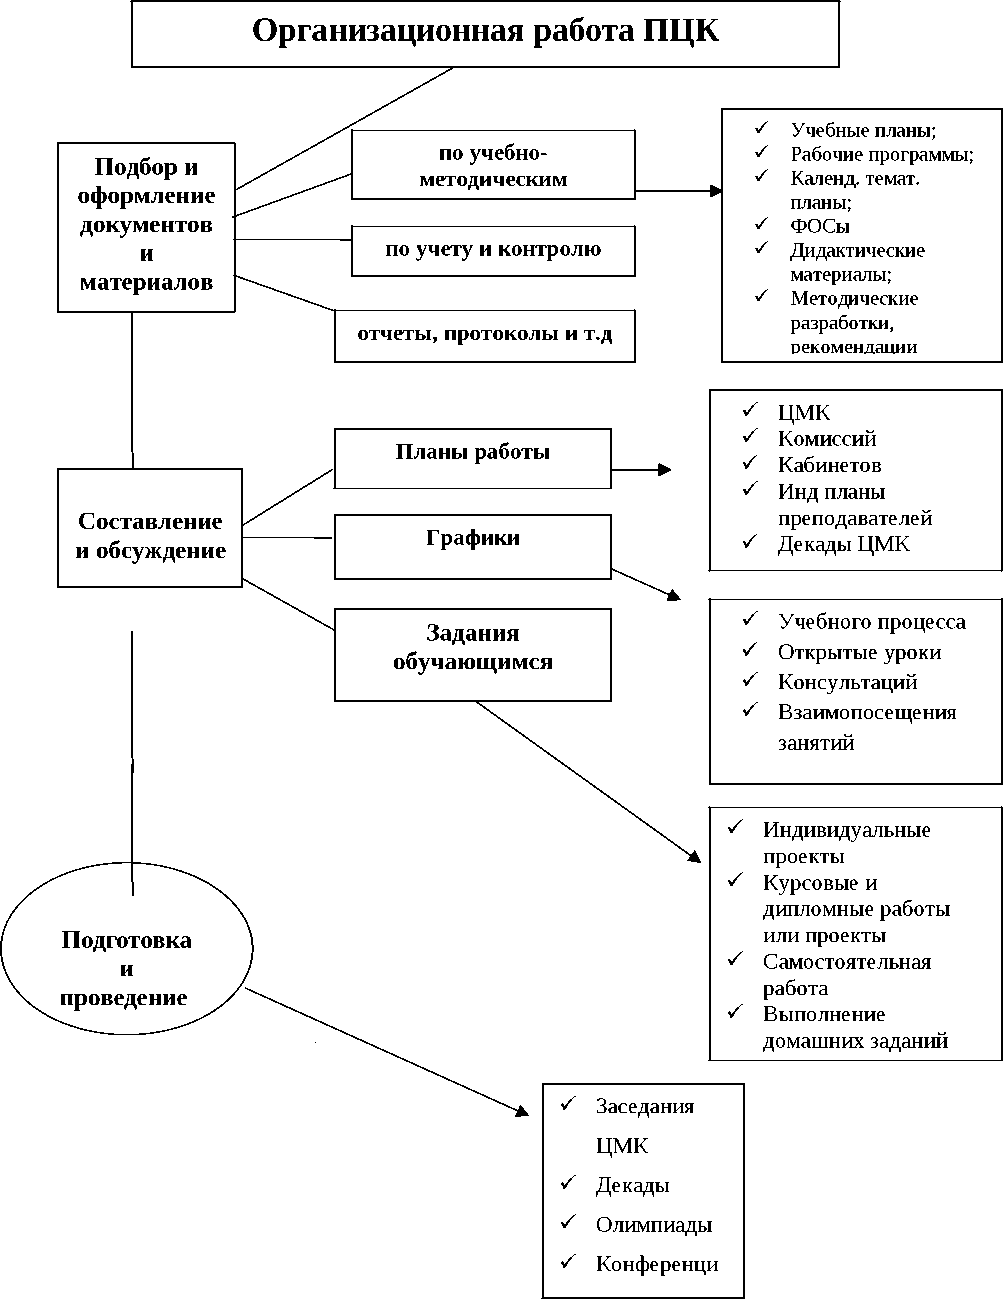 Организационная работа ПЦК
Подбор и
оформление
документов
и
материалов
по учебно-
методическим
по учету и контролю
отчеты, протоколы и т.д
Учебные планы;
Рабочие программы;
Календ. темат.
планы;
ФОСы
Дидактические
материалы;
Методические
разработки,
рекомендации
Составление
и обсуждение
Планы работы
Графики
Задания
обучающимся
ЦМК
Комиссий
Кабинетов
Инд планы
преподавателей
Декады ЦМК
Учебного процесса
Открытые уроки
Консультаций
Взаимопосещения
занятий
Индивидуальные
проекты
Курсовые и
дипломные работы
или проекты
Самостоятельная
работа
Выполнение
домашних заданий
Подготовка
и
проведение
Заседания
ЦМК
Декады
Олимпиады
Конференци